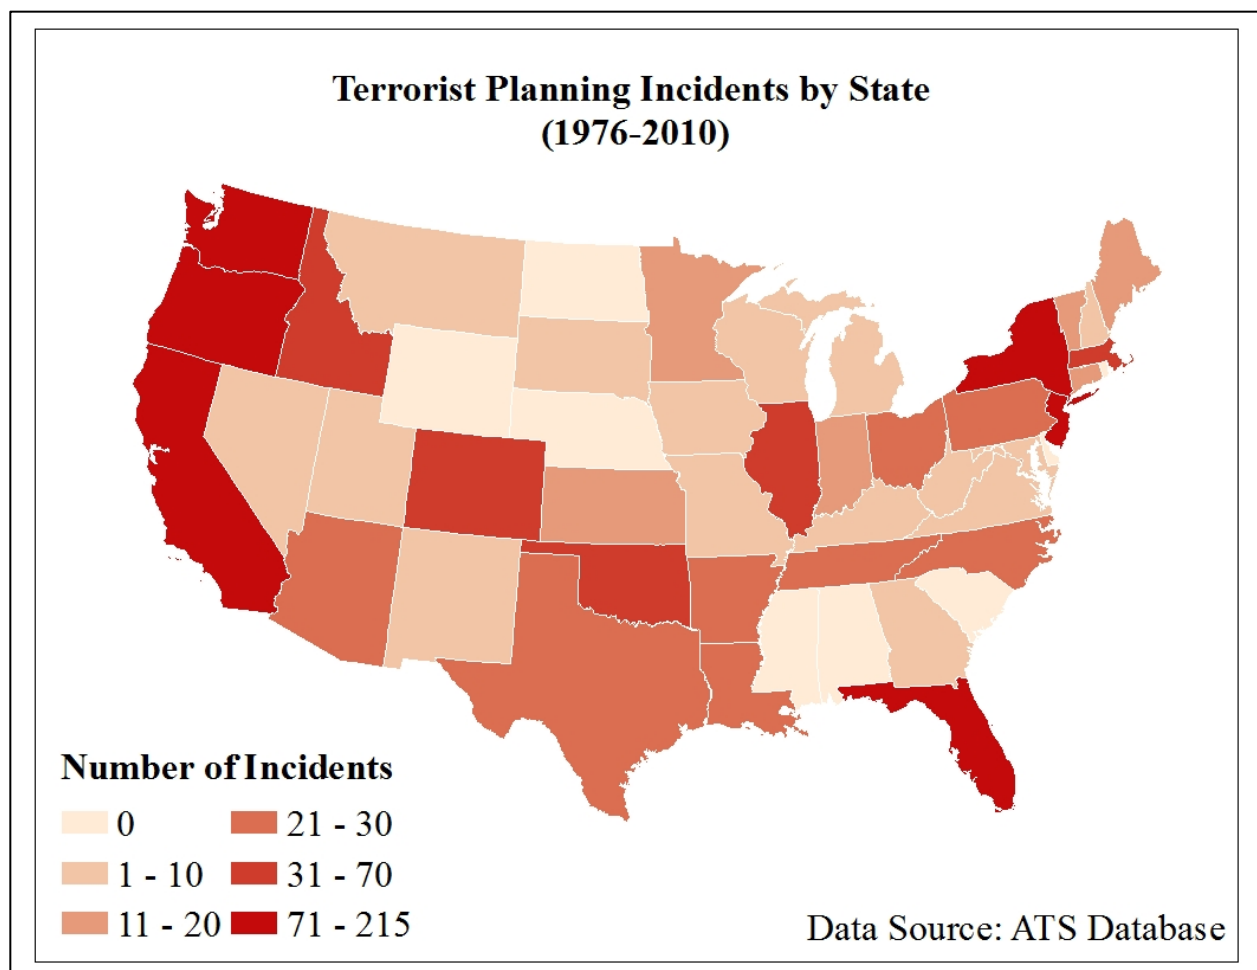 Terrorist Planning Incidents by State
(1976-2010)
Number of Incidents
0
21 - 30
1 - 10
31 - 70
11 - 20
71 - 215
Data Source: ATS Database